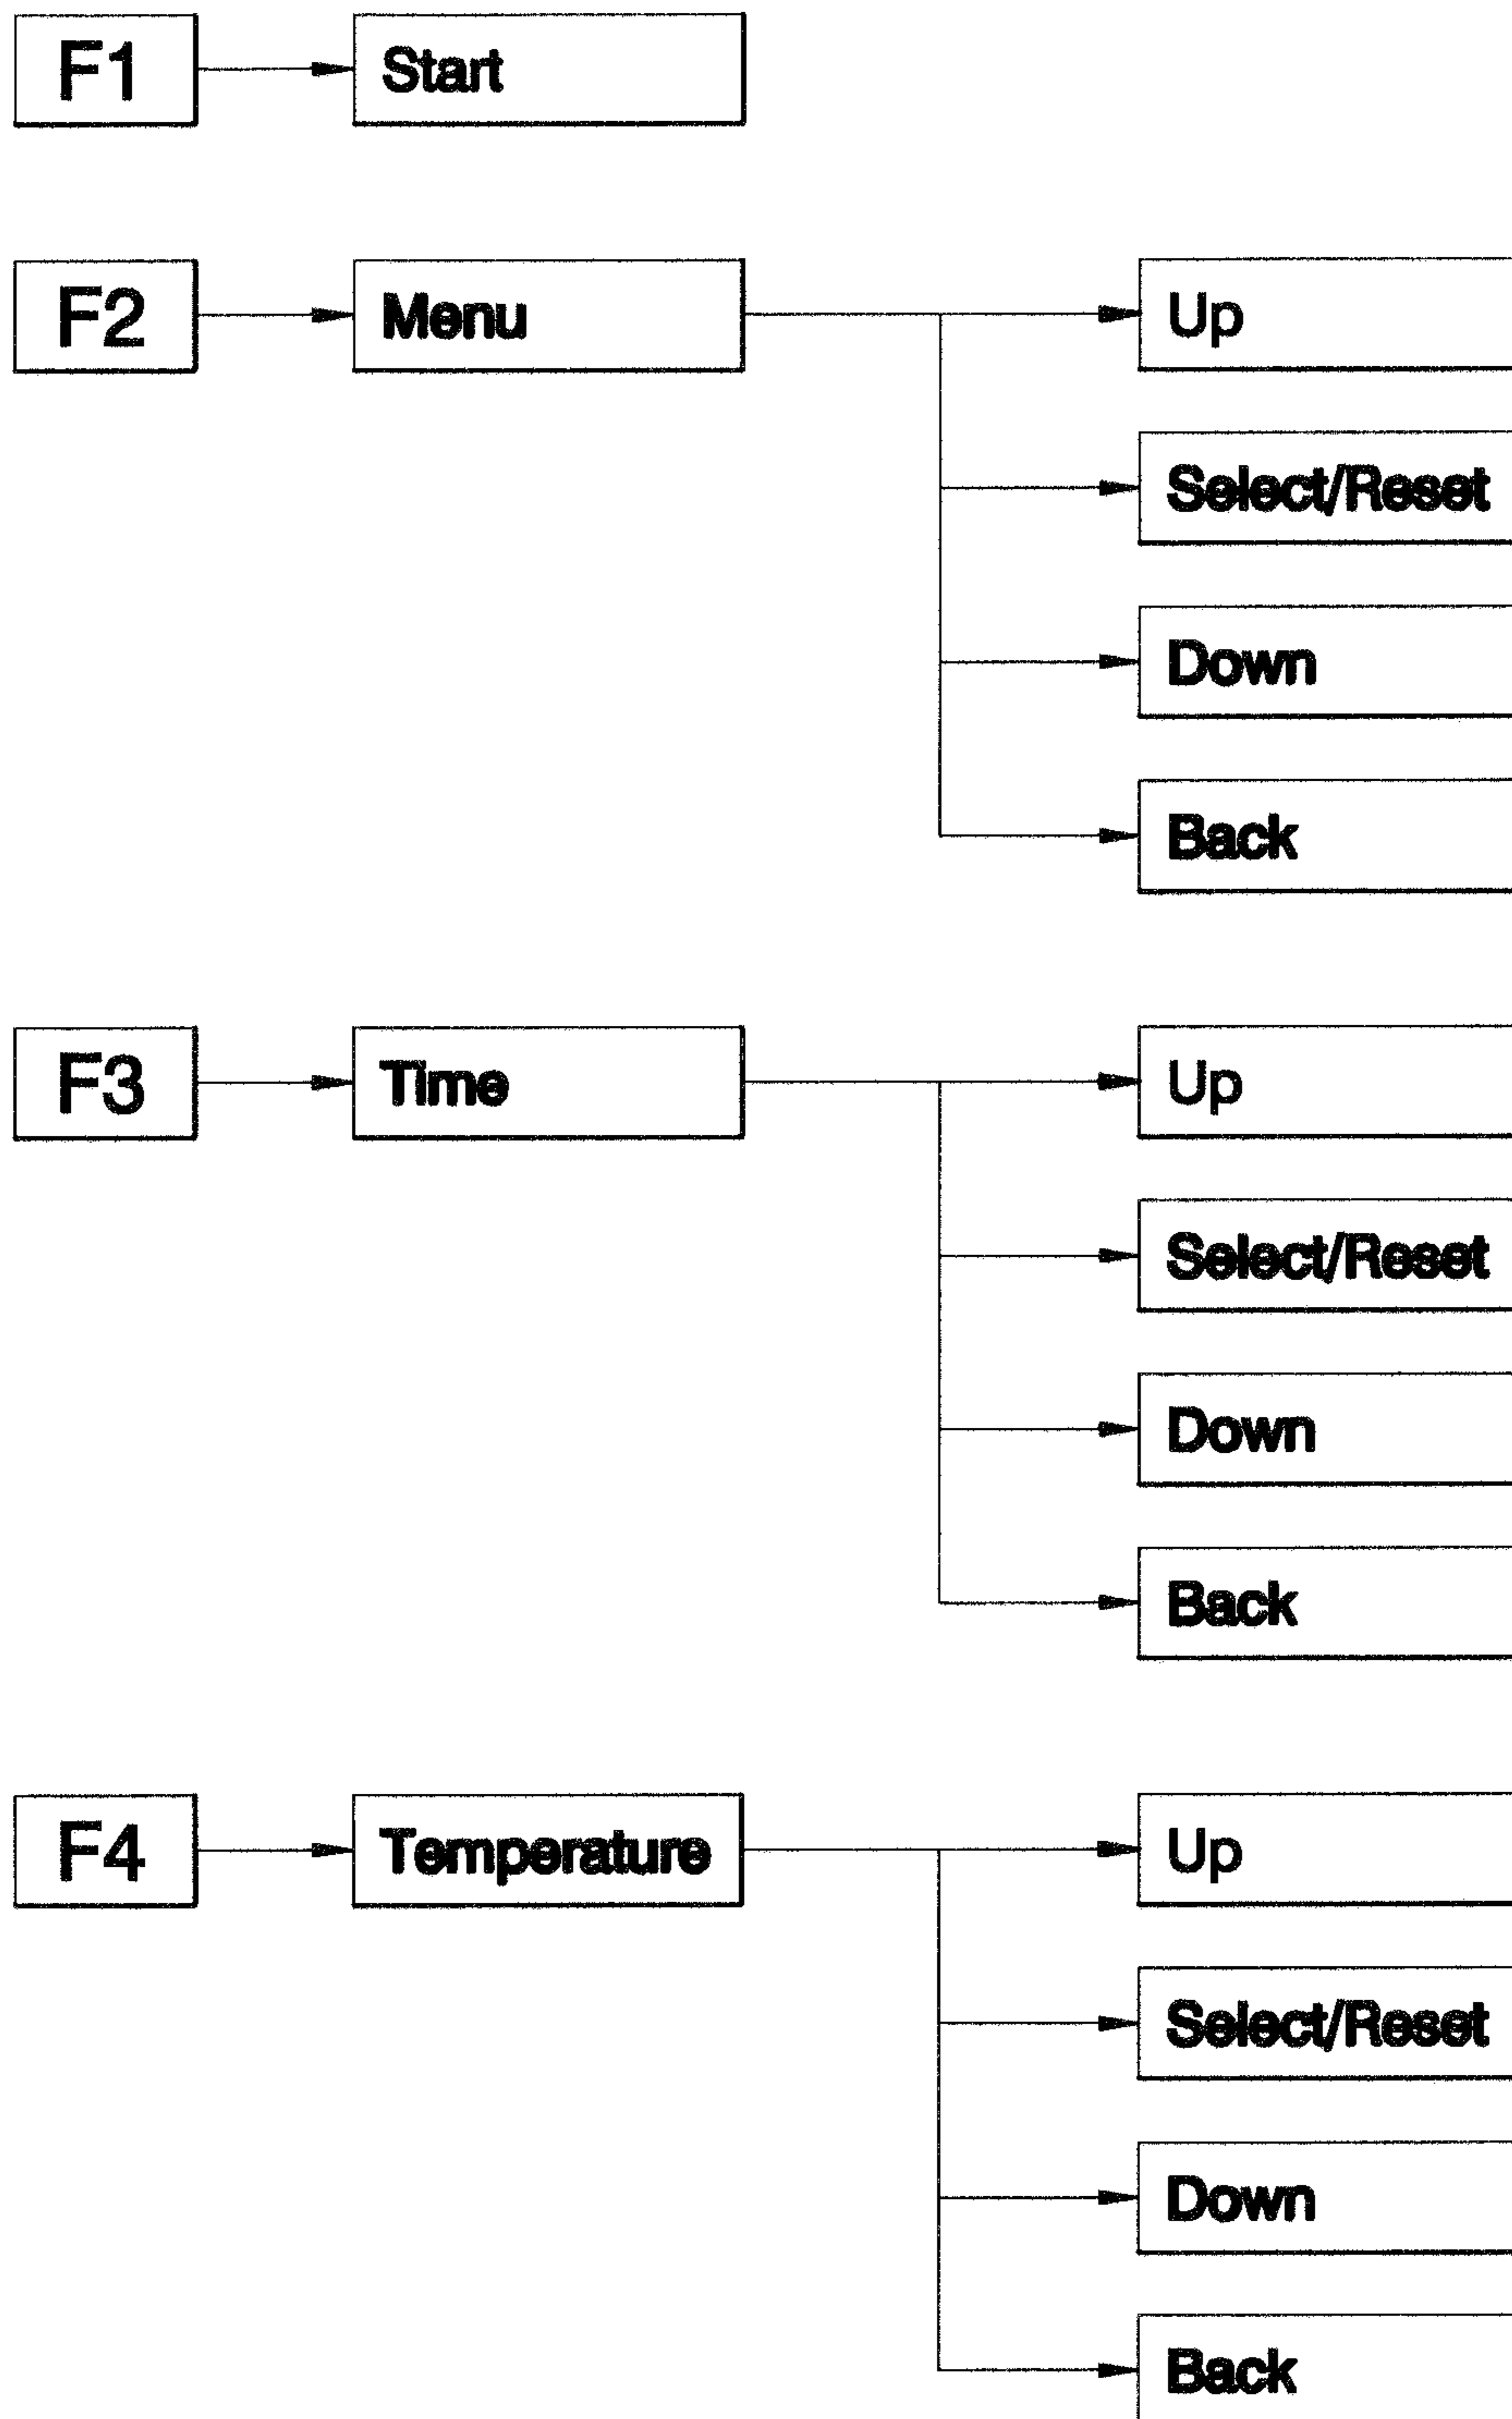 F1 Start
F2 Menu Up
Select/Reset
Down
Back
F3 Time Up
Select/Reset
Down
Back
F4 Temperature Up
Select/Reset
Down
Back